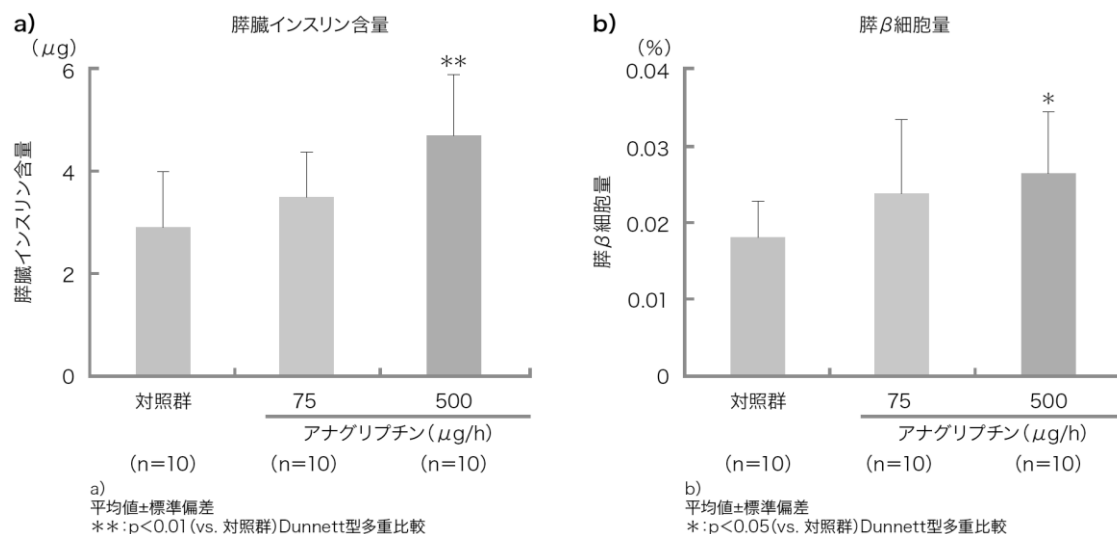 a)
膵臓インスリン含量
(μg)
6
4
2
0
膵臓インスリン含量
**
対照群
75
500
アナグリプチン(μg/h)
(n=10)
(n=10)
(n=10)
a)
平均値±標準偏差
**:p<0.01(vs. 対照群)Dunnett型多重比較
b)
膵β細胞量
(%)
0.04
0.03
0.02
0.01
0
膵β細胞量
*
対照群
75
500
アナグリプチン(μg/h)
(n=10)
(n=10)
(n=10)
b)
平均値±標準偏差
*:p<0.05(vs. 対照群)Dunnett型多重比較